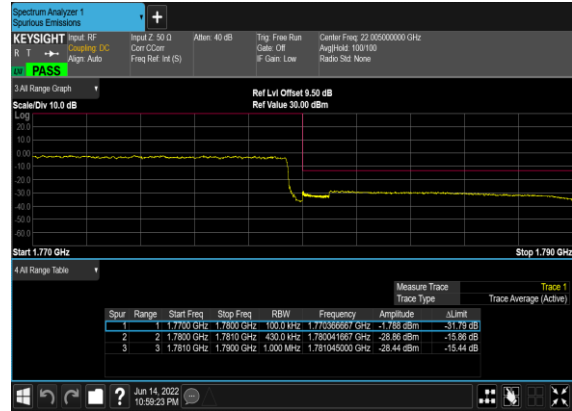 Spectrum Analyzer 1
Spurious Emissions
+
KEYSIGHT Input: RF Input Z: 50 Ω Atten: 40 dB Trig: Free Run Center Freq: 22.005000000 GHz
R T Coupling: DC Corr CCorr Gate: Off Avg|Hold: 100/100
Align: Auto Freq Ref: Int (S) IF Gain: Low Radio Std: None
PASS
3 All Range Graph Ref Lvl Offset 9.50 dB
Scale/Div 10.0 dB Ref Value 30.00 dBm
Log
20.0
10.0
0.00
-10.0
-20.0
-30.0
-40.0
-50.0
-60.0
Start 1.770 GHz Stop 1.790 GHz
4 All Range Table
Measure Trace Trace 1
Trace Type Trace Average (Active)
Spur Range Start Freq Stop Freq RBW Frequency Amplitude ΔLimit
1 1 1.7700 GHz 1.7800 GHz 100.0 kHz 1.770366667 GHz -1.788 dBm -31.79 dB
2 2 1.7800 GHz 1.7810 GHz 430.0 kHz 1.780041667 GHz -28.86 dBm -15.86 dB
3 3 1.7810 GHz 1.7900 GHz 1.000 MHz 1.781045000 GHz -28.44 dBm -15.44 dB
? Jun 14, 2022
10:59:23 PM